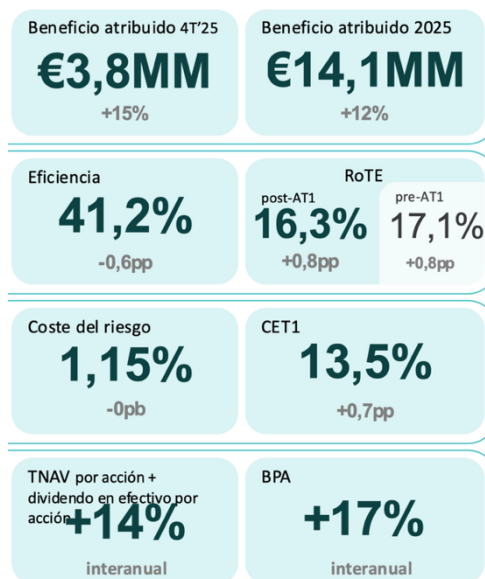 Beneficio atribuido 4T'25
€3,8MM
+15%
Beneficio atribuido 2025
€14,1MM
+12%
Eficiencia
41,2%
-0,6pp
RoTE
post-AT1
16,3%
+0,8pp
pre-AT1
17,1%
+0,8pp
Coste del riesgo
1,15%
-0pb
CET1
13,5%
+0,7pp
TNAV por acción +
dividendo en efectivo por
acción
+14%
interanual
BPA
+17%
interanual